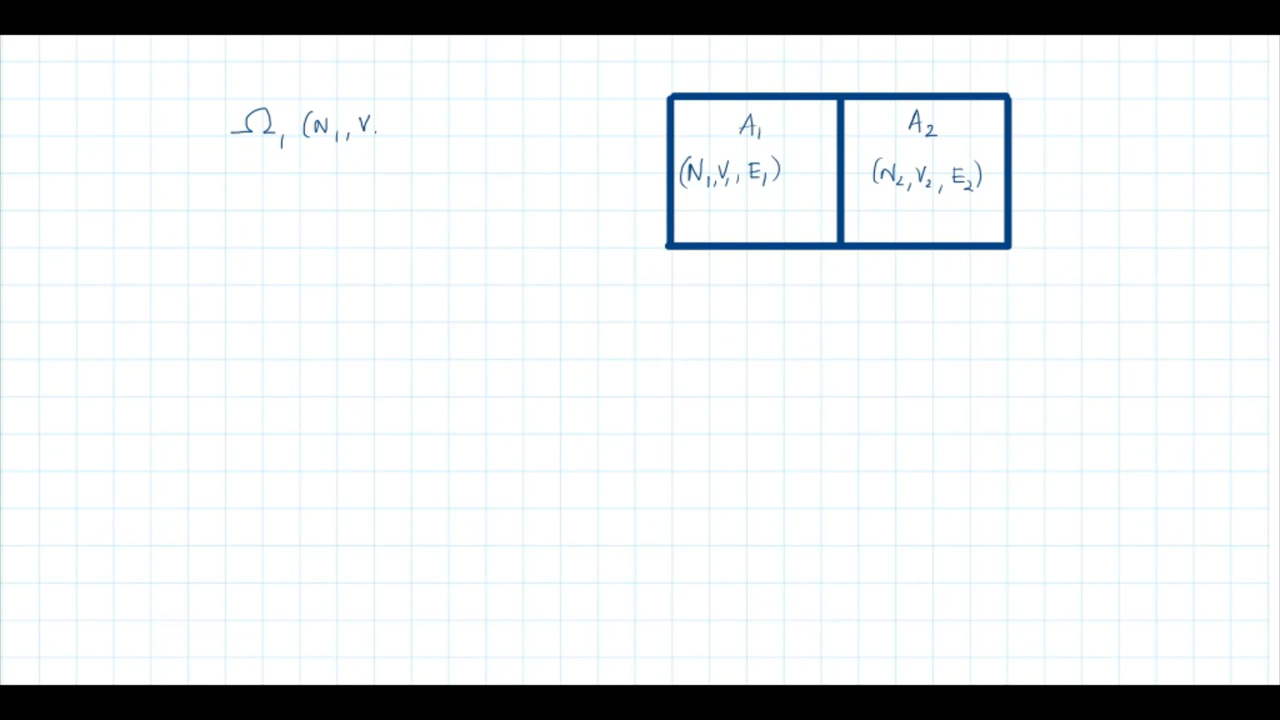 Ω₁ (N₁, V.
A₁
(N₁, V₁, E₁)
A₂
(N₂, V₂, E₂)